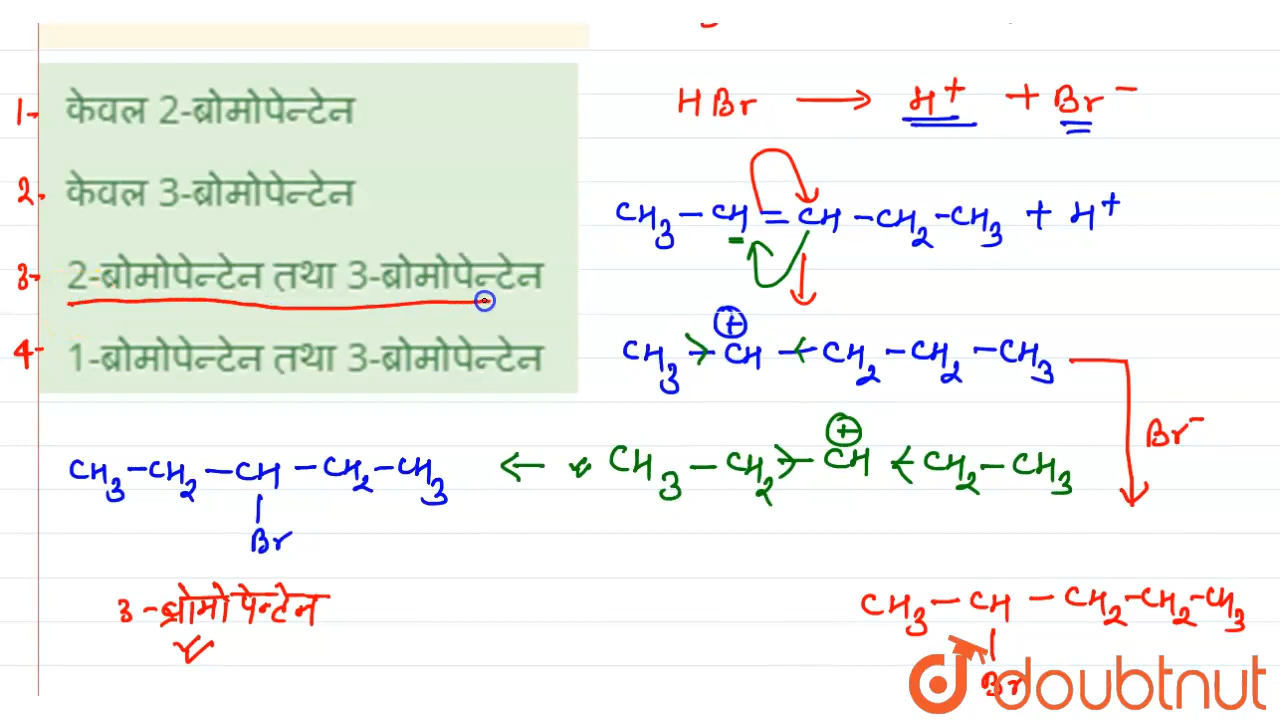 1- केवल 2-ब्रोमोपेन्टेन
2. केवल 3-ब्रोमोपेन्टेन
3- 2-ब्रोमोपेन्टेन तथा 3-ब्रोमोपेन्टेन
4- 1-ब्रोमोपेन्टेन तथा 3-ब्रोमोपेन्टेन
HBr ⟶ H⁺ + Br⁻
CH₃ – CH = CH – CH₂ – CH₃ + H⁺
CH₃ – CH – CH₂ – CH₂ – CH₃
+
Br⁻
CH₃ – CH₂ – CH – CH₂ – CH₃
+
CH₃ – CH₂ – CH – CH₂ – CH₃
Br
3-ब्रोमोपेन्टेन
CH₃ – CH – CH₂ – CH₂ – CH₃
Br
doubtnut